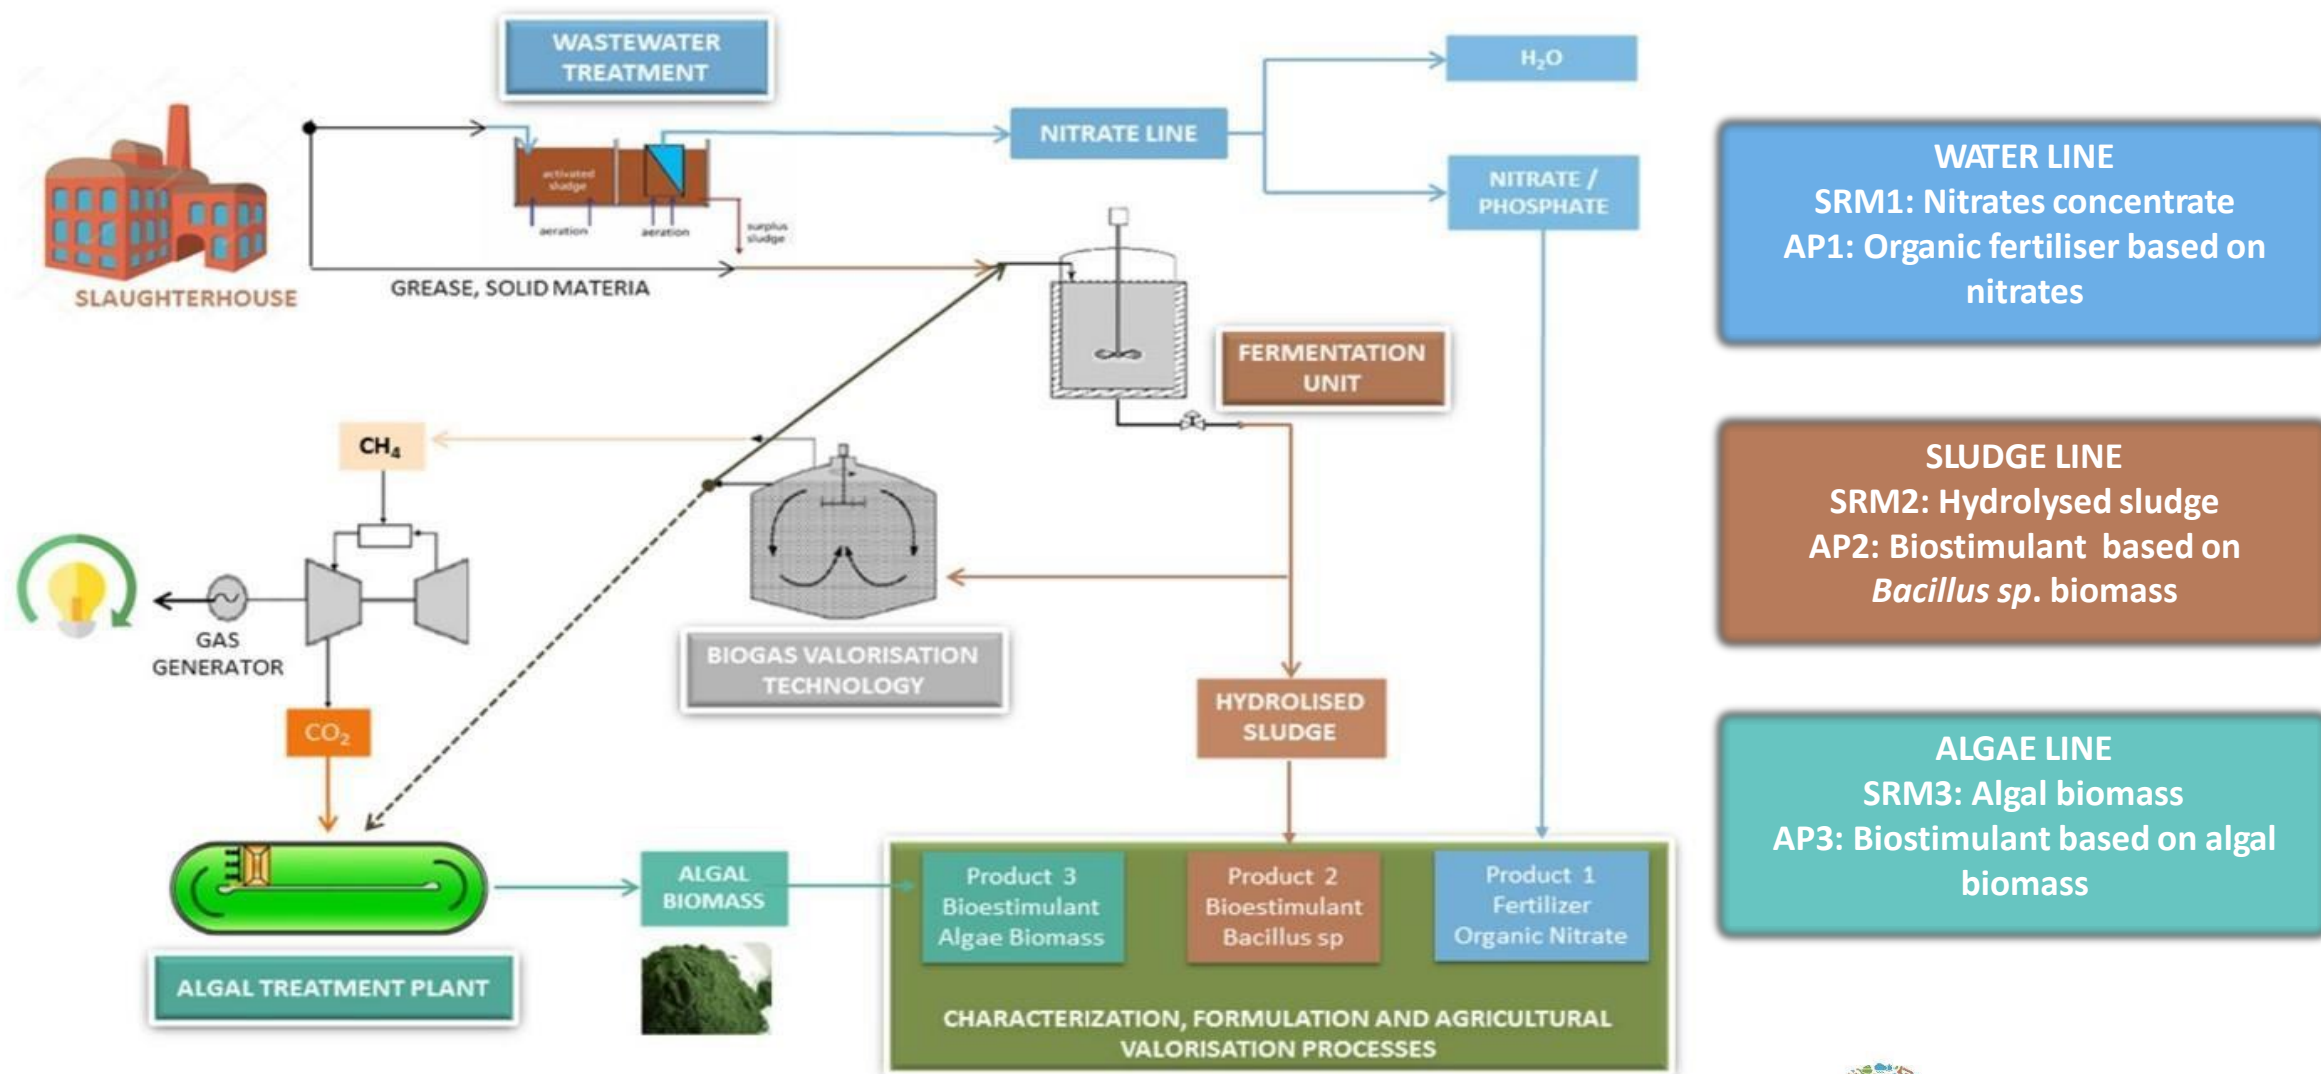 WASTEWATER
TREATMENT
SLAUGHTERHOUSE
activated
sludge
aeration
aeration
surplus
sludge
GREASE, SOLID MATERIA
NITRATE LINE
H₂O
NITRATE /
PHOSPHATE
FERMENTATION
UNIT
CH₄
GAS
GENERATOR
BIOGAS VALORISATION
TECHNOLOGY
CO₂
HYDROLISED
SLUDGE
ALGAL TREATMENT PLANT
ALGAL
BIOMASS
Product 3
Bioestimulant
Algae Biomass
Product 2
Bioestimulant
Bacillus sp
Product 1
Fertilizer
Organic Nitrate
CHARACTERIZATION, FORMULATION AND AGRICULTURAL
VALORISATION PROCESSES
WATER LINE
SRM1: Nitrates concentrate
AP1: Organic fertiliser based on
nitrates
SLUDGE LINE
SRM2: Hydrolysed sludge
AP2: Biostimulant based on
Bacillus sp. biomass
ALGAE LINE
SRM3: Algal biomass
AP3: Biostimulant based on algal
biomass